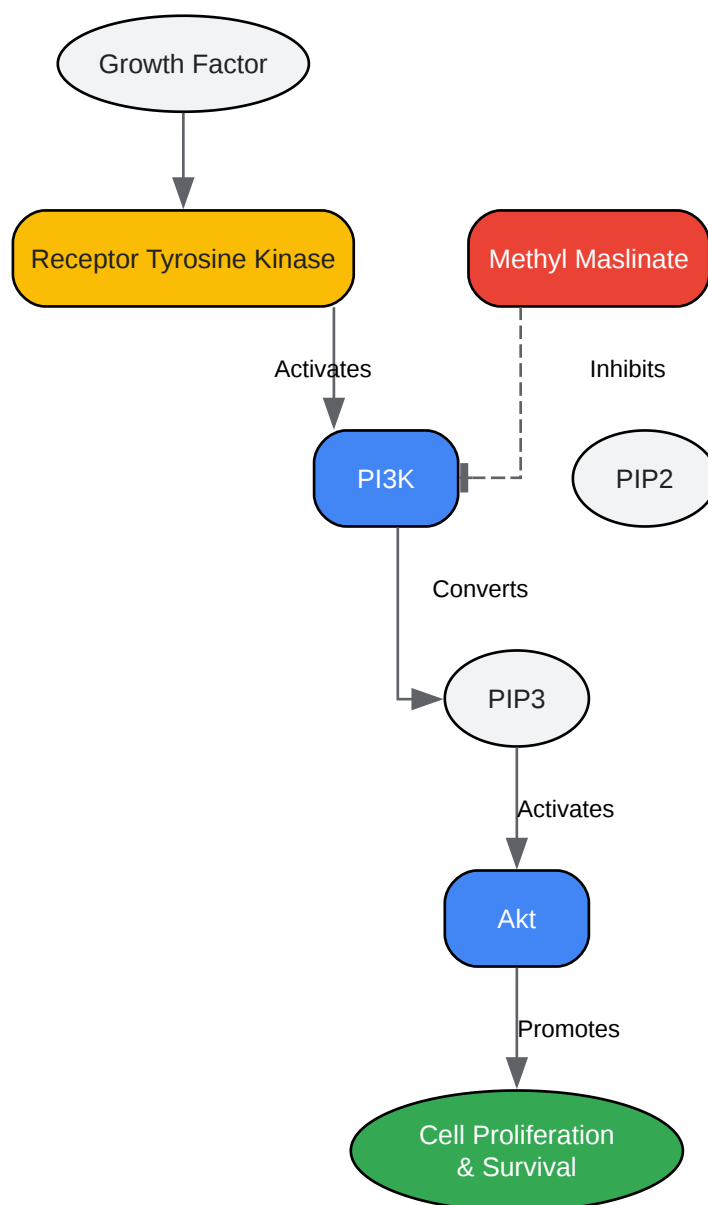 Growth Factor
Receptor Tyrosine Kinase
Methyl Maslinate
Activates
Inhibits
PI3K
PIP2
Converts
PIP3
Activates
Akt
Promotes
Cell Proliferation
& Survival